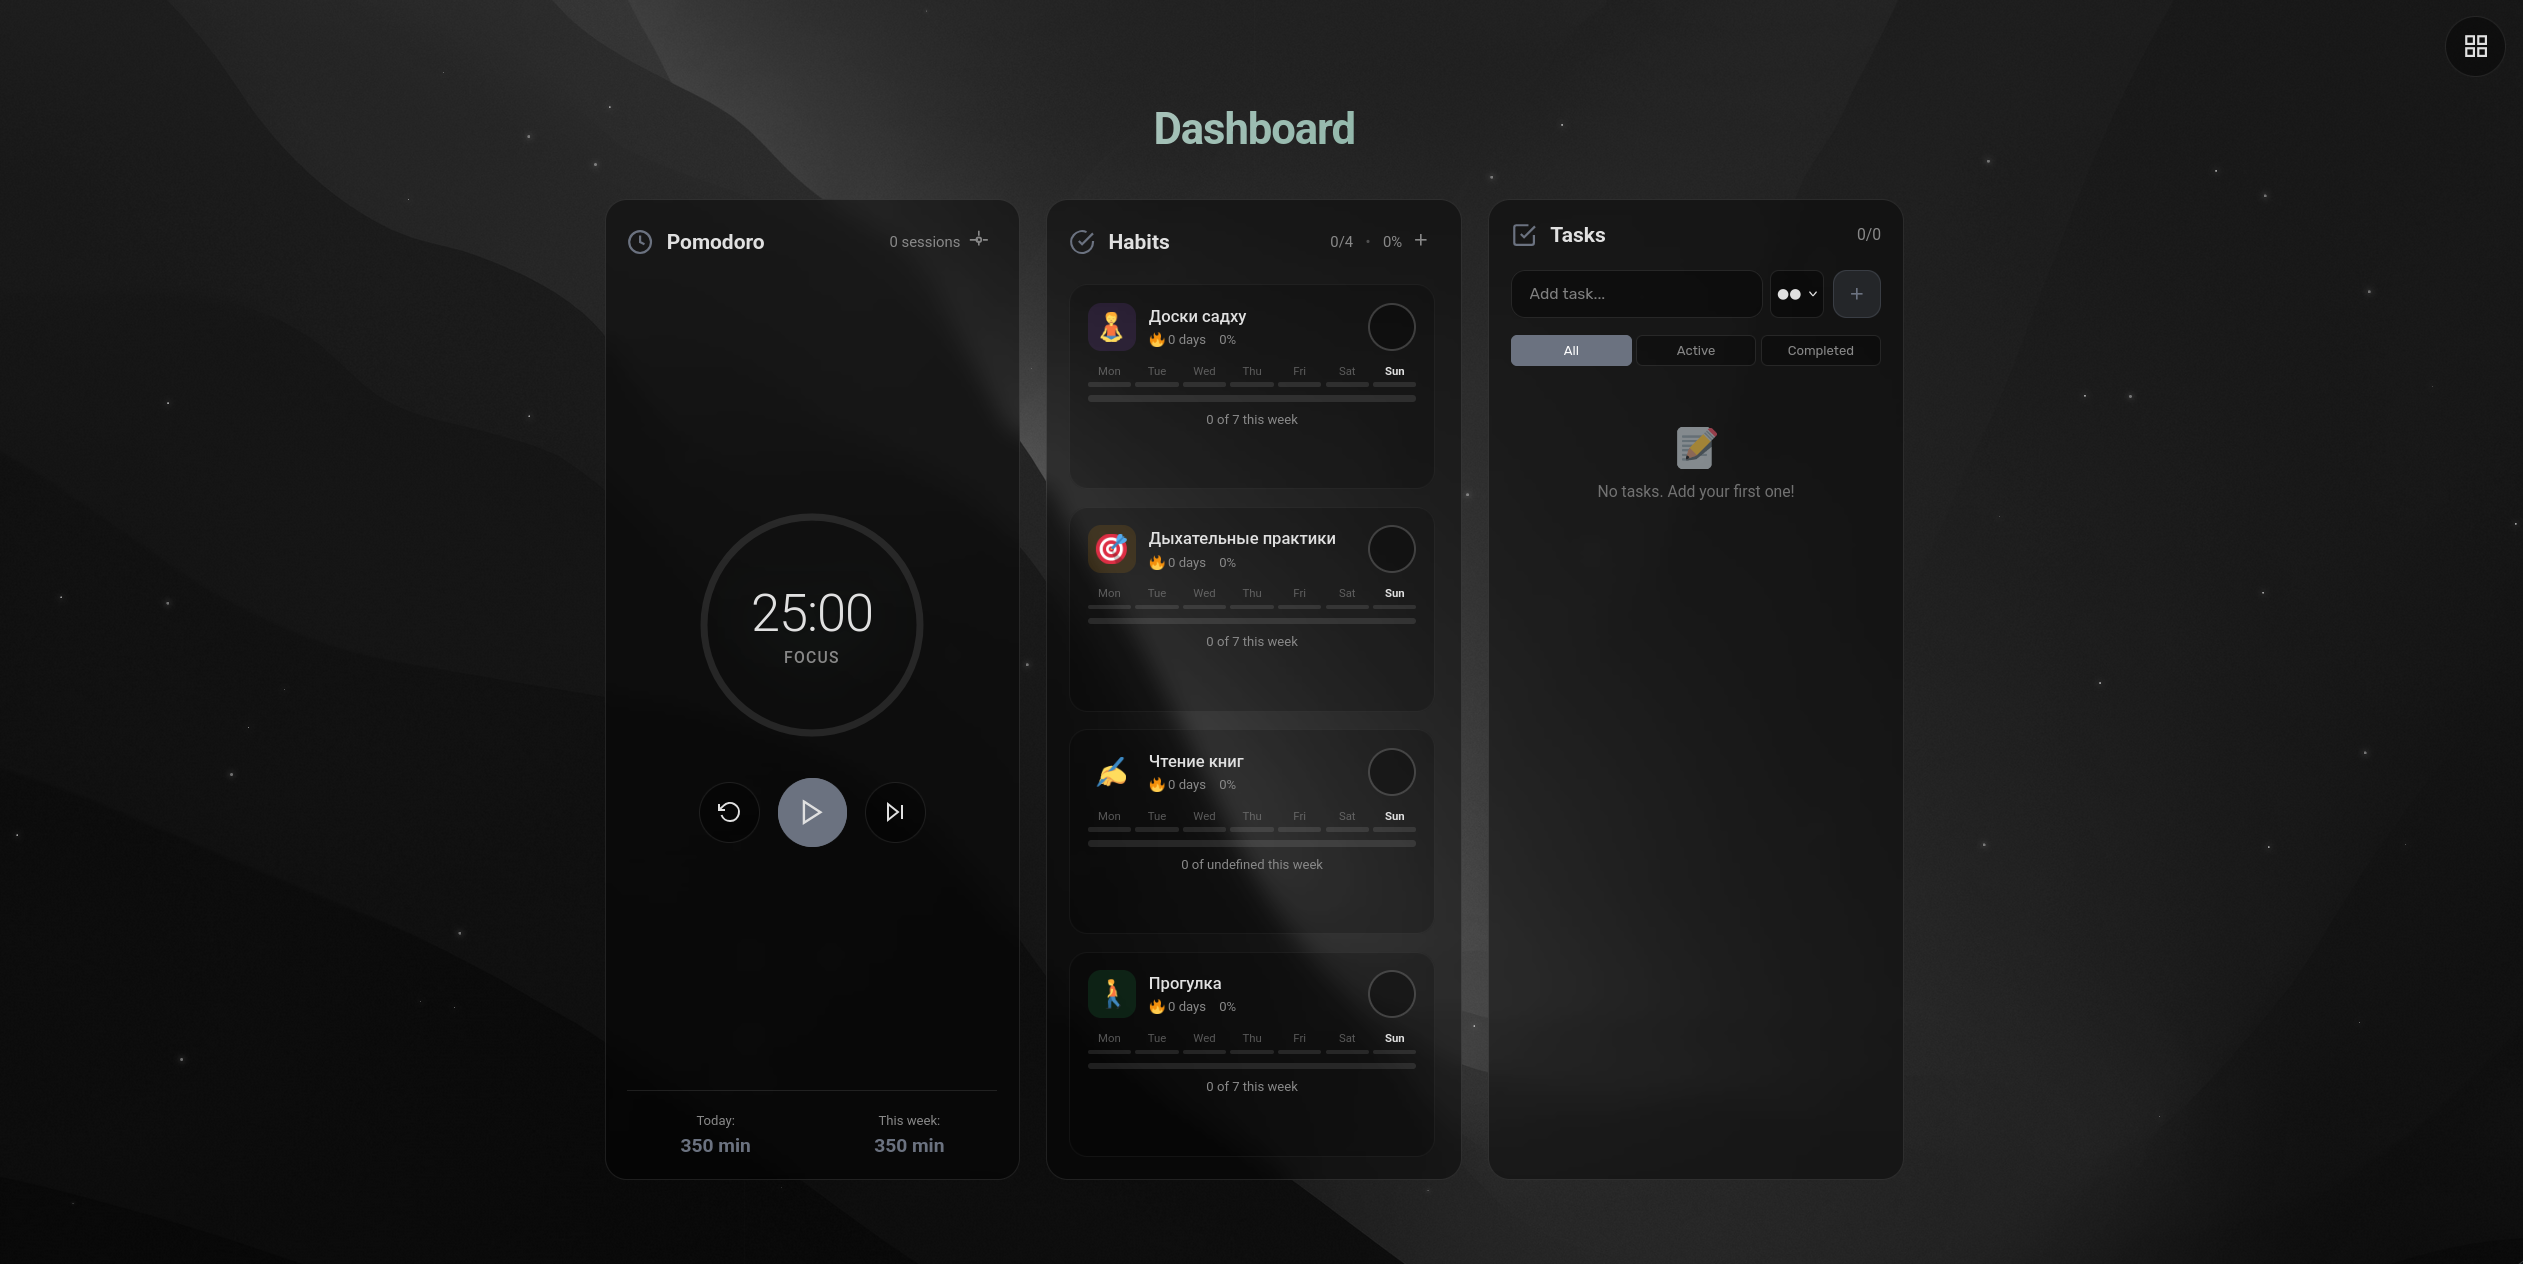 Dashboard
Pomodoro
0 sessions
25:00
FOCUS
Today:
350 min
This week:
350 min
Habits
0/4 • 0%
Доски садху
🔥 0 days 0%
Mon Tue Wed Thu Fri Sat Sun
0 of 7 this week
Дыхательные практики
🔥 0 days 0%
Mon Tue Wed Thu Fri Sat Sun
0 of 7 this week
Чтение книг
🔥 0 days 0%
Mon Tue Wed Thu Fri Sat Sun
0 of undefined this week
Прогулка
🔥 0 days 0%
Mon Tue Wed Thu Fri Sat Sun
0 of 7 this week
Tasks
0/0
Add task...
All Active Completed
No tasks. Add your first one!